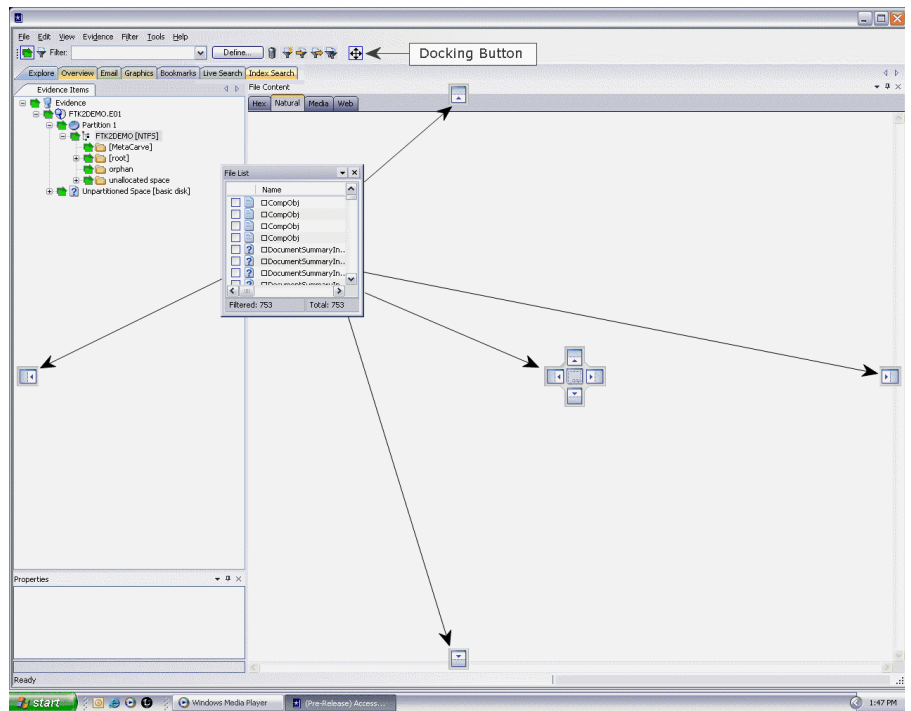 File Edit View Evidence Filter Tools Help
Filter: Define... Docking Button
Explore Overview Email Graphics Bookmarks Live Search Index Search
Evidence Items
File Content
Hex Natural Media Web
Evidence
FTK2DEMO.E01
Partition 1
FTK2DEMO [NTFS]
[MetaCarve]
[root]
orphan
unallocated space
Unpartitioned Space [basic disk]
File List
Name
CompObj
CompObj
CompObj
CompObj
DocumentSummaryIn...
DocumentSummaryIn...
DocumentSummaryIn...
DocumentSummaryIn
Filtered: 753 Total: 753
Properties
Ready
start Windows Media Player (Pre-Release) Access... 1:47 PM